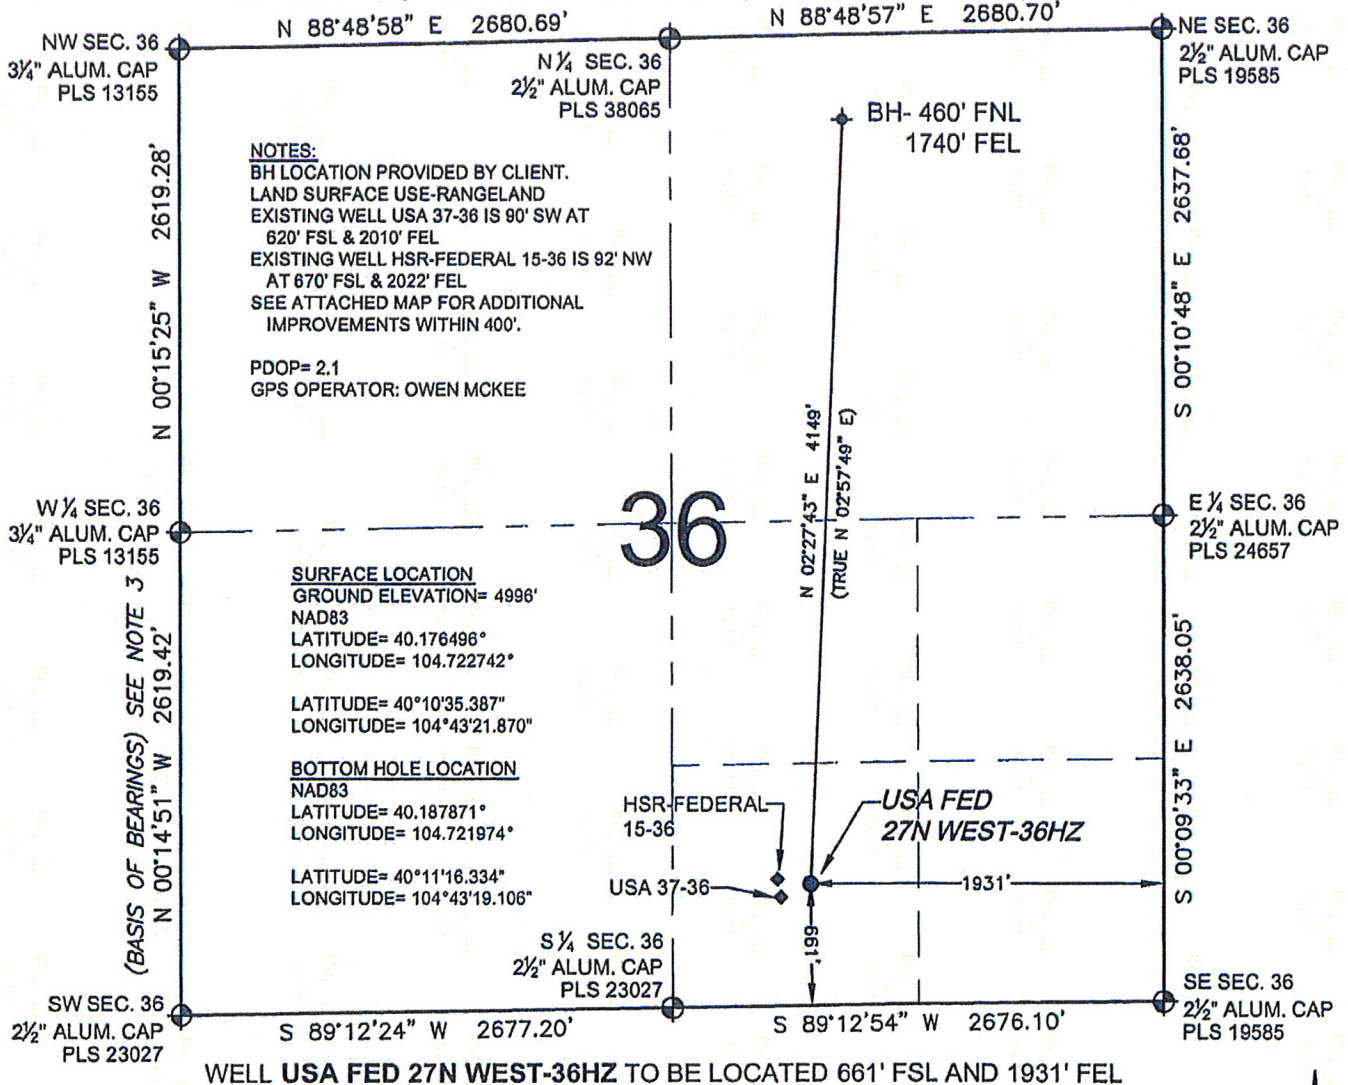 N 88°48'58" E 2680.69'
N 88°48'57" E 2680.70'
NW SEC. 36
3¼" ALUM. CAP
PLS 13155
N ¼ SEC. 36
2½" ALUM. CAP
PLS 38065
NE SEC. 36
2½" ALUM. CAP
PLS 19585
BH- 460' FNL
1740' FEL
NOTES:
BH LOCATION PROVIDED BY CLIENT.
LAND SURFACE USE-RANGELAND
EXISTING WELL USA 37-36 IS 90' SW AT
620' FSL & 2010' FEL
EXISTING WELL HSR-FEDERAL 15-36 IS 92' NW
AT 670' FSL & 2022' FEL
SEE ATTACHED MAP FOR ADDITIONAL
IMPROVEMENTS WITHIN 400'.
PDOP= 2.1
GPS OPERATOR: OWEN MCKEE
N 00°15'25" W 2619.28'
S 00°10'48" E 2637.68'
N 02°27'43" E 4149'
(TRUE N 02°57'49" E)
W ¼ SEC. 36
3¼" ALUM. CAP
PLS 13155
36
E ¼ SEC. 36
2½" ALUM. CAP
PLS 24657
SURFACE LOCATION
GROUND ELEVATION= 4996'
NAD83
LATITUDE= 40.176496°
LONGITUDE= 104.722742°
LATITUDE= 40°10'35.387"
LONGITUDE= 104°43'21.870"
BOTTOM HOLE LOCATION
NAD83
LATITUDE= 40.187871°
LONGITUDE= 104.721974°
LATITUDE= 40°11'16.334"
LONGITUDE= 104°43'19.106"
(BASIS OF BEARINGS) SEE NOTE 3
N 00°14'51" W 2619.42'
S 00°09'33" E 2638.05'
HSR-FEDERAL
15-36
USA 37-36
USA FED
27N WEST-36HZ
1931'
661'
S ¼ SEC. 36
2½" ALUM. CAP
PLS 23027
SW SEC. 36
2½" ALUM. CAP
PLS 23027
SE SEC. 36
2½" ALUM. CAP
PLS 19585
S 89°12'24" W 2677.20'
S 89°12'54" W 2676.10'
WELL USA FED 27N WEST-36HZ TO BE LOCATED 661' FSL AND 1931' FEL